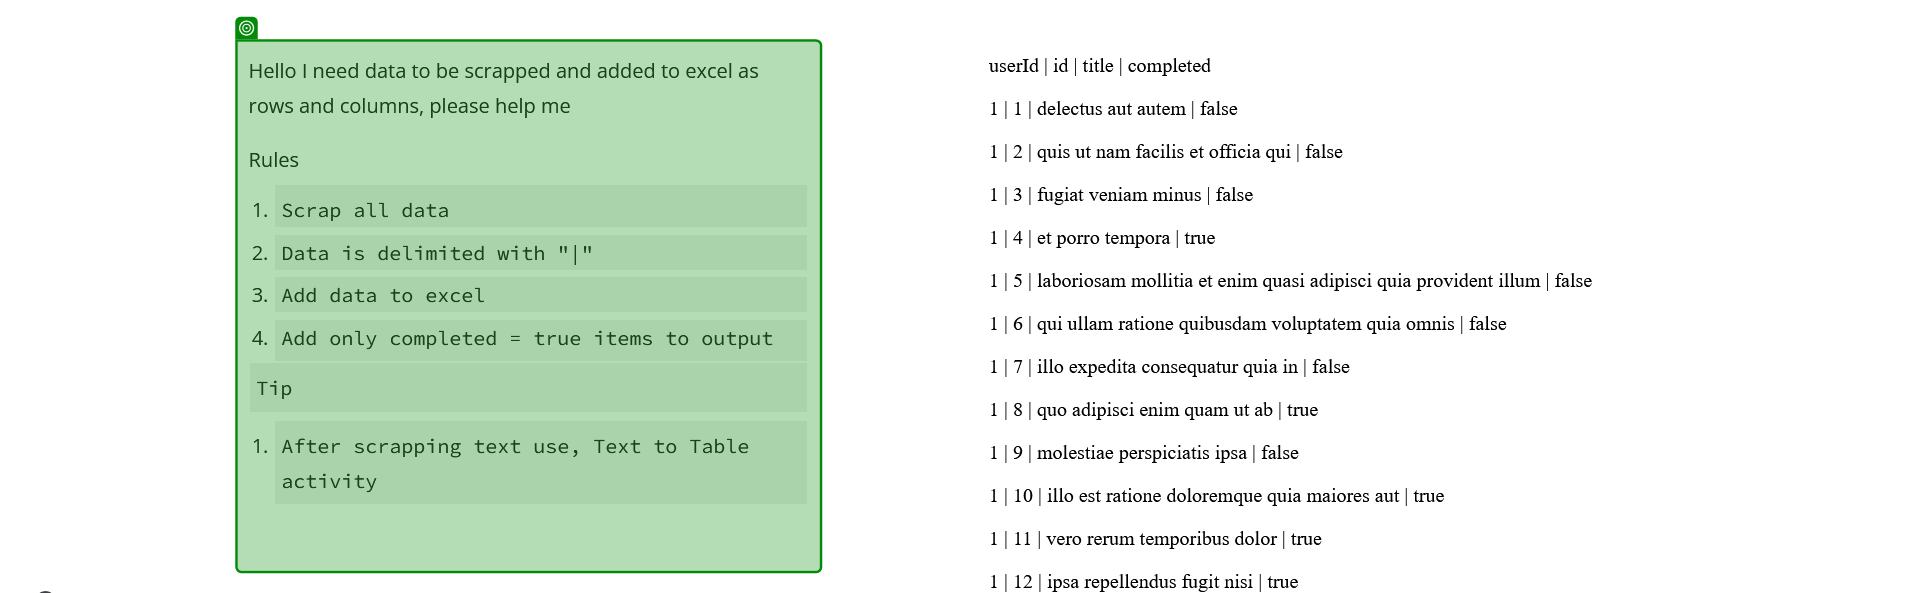 Hello I need data to be scrapped and added to excel as
rows and columns, please help me
Rules
1. Scrap all data
2. Data is delimited with "|"
3. Add data to excel
4. Add only completed = true items to output
Tip
1. After scrapping text use, Text to Table
activity
userId | id | title | completed
1 | 1 | delectus aut autem | false
1 | 2 | quis ut nam facilis et officia qui | false
1 | 3 | fugiat veniam minus | false
1 | 4 | et porro tempora | true
1 | 5 | laboriosam mollitia et enim quasi adipisci quia provident illum | false
1 | 6 | qui ullam ratione quibusdam voluptatem quia omnis | false
1 | 7 | illo expedita consequatur quia in | false
1 | 8 | quo adipisci enim quam ut ab | true
1 | 9 | molestiae perspiciatis ipsa | false
1 | 10 | illo est ratione doloremque quia maiores aut | true
1 | 11 | vero rerum temporibus dolor | true
1 | 12 | ipsa repellendus fugit nisi | true